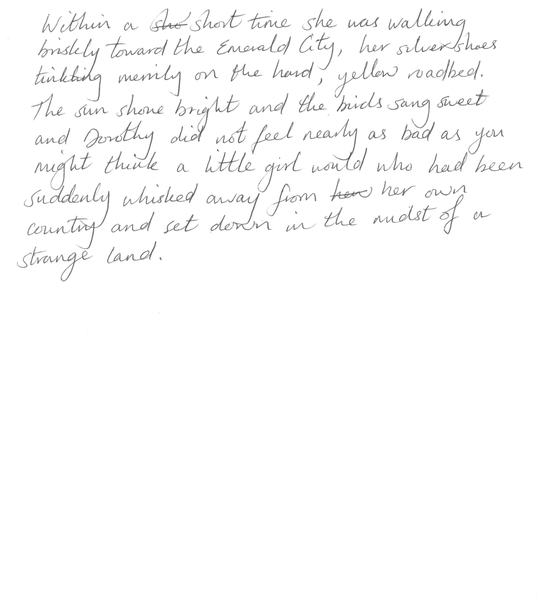 Within a sho short time she was walking
briskly toward the Emerald City, her silver shoes
tinkling merrily on the hard, yellow roadbed.
The sun shone bright and the birds sang sweet
and Dorothy did not feel nearly as bad as you
might think a little girl would who had been
suddenly whisked away from her her own
country and set down in the midst of a
strange land.